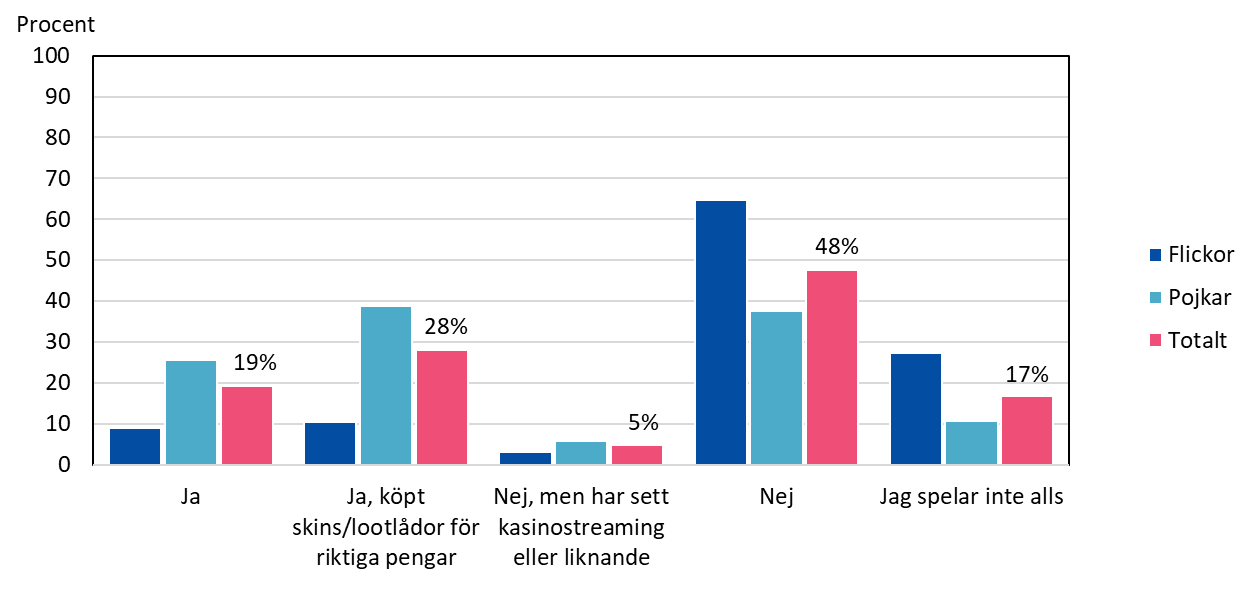 Procent
100
90
80
70
60
50
40
30
20
10
0
19%
28%
5%
48%
17%
Ja
Ja, köpt
skins/lootlådor för
riktiga pengar
Nej, men har sett
kasinostreaming
eller liknande
Nej
Jag spelar inte alls
Flickor
Pojkar
Totalt